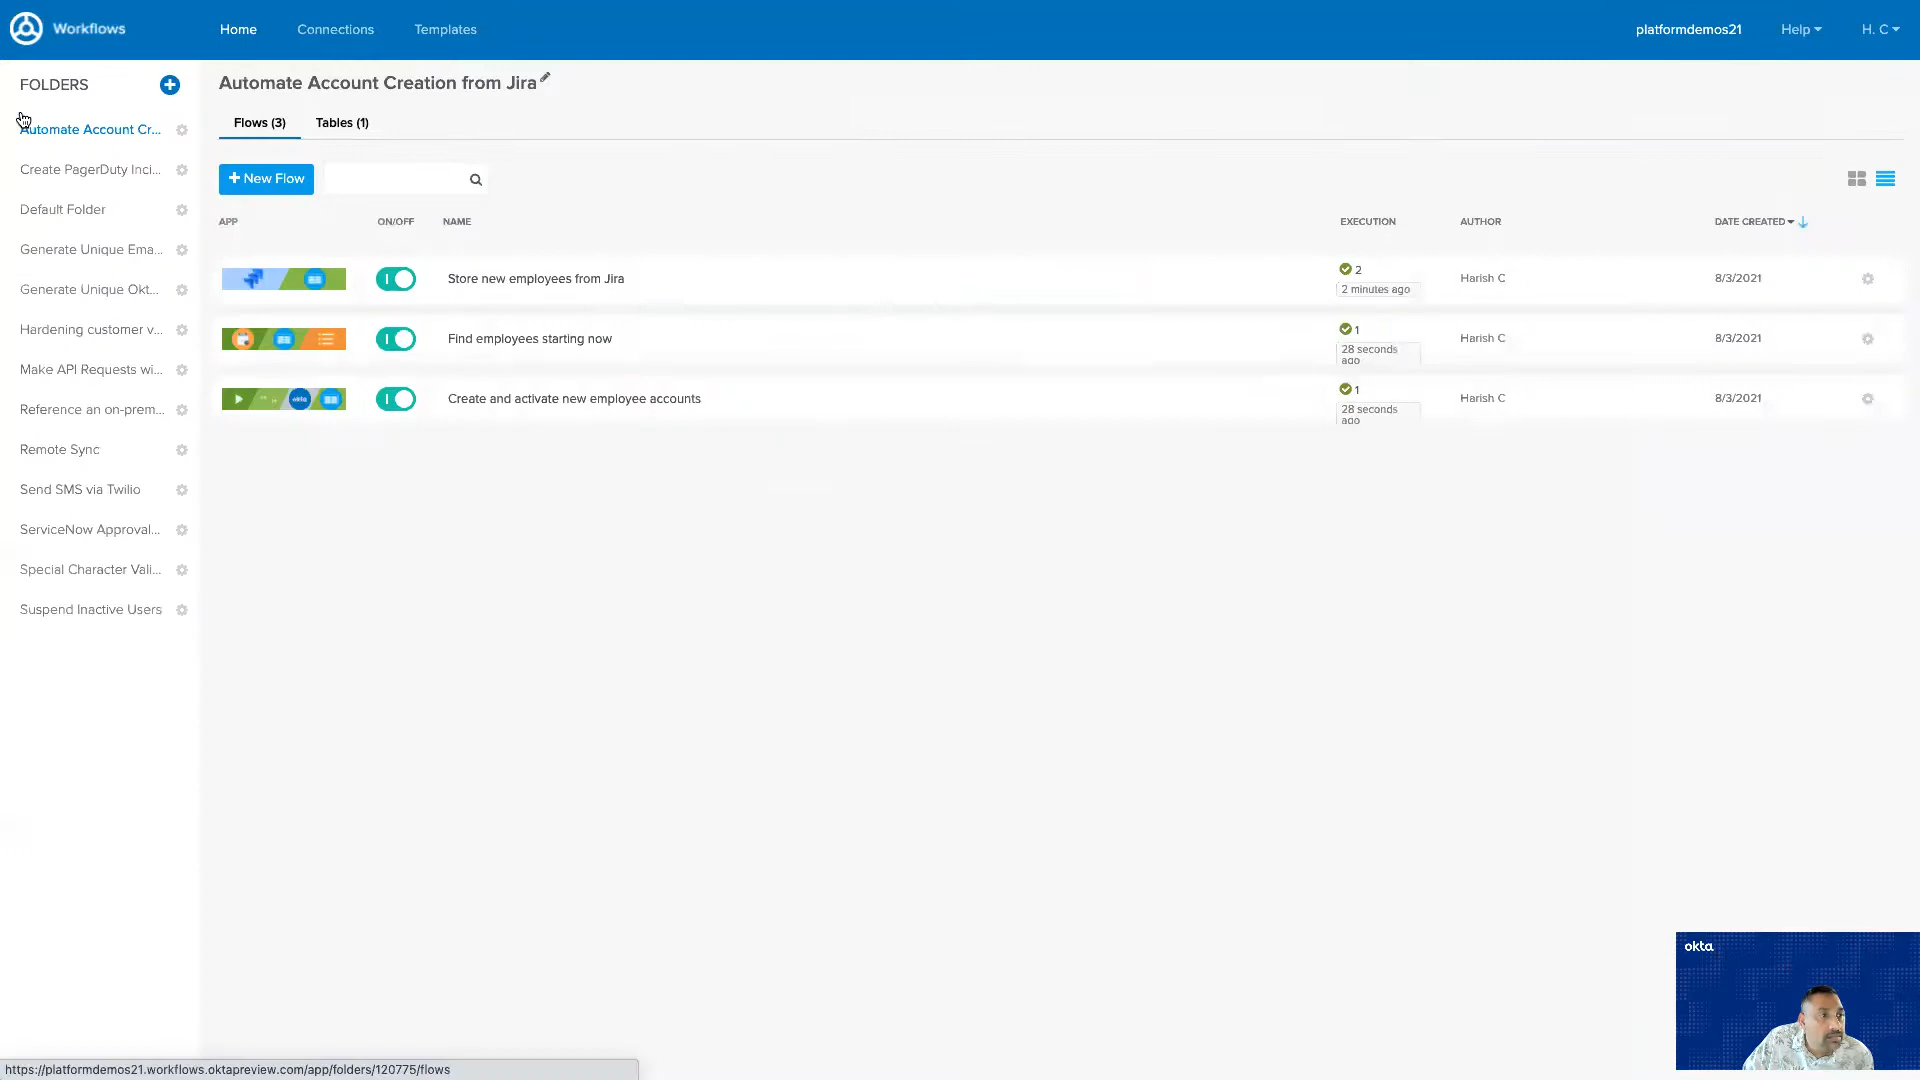 Workflows
Home
Connections
Templates
platformdemos21
Help
H. C
FOLDERS
Automate Account Cr...
Create PagerDuty Inci...
Default Folder
Generate Unique Ema...
Generate Unique Okt...
Hardening customer v...
Make API Requests wi...
Reference an on-prem...
Remote Sync
Send SMS via Twilio
ServiceNow Approval...
Special Character Vali...
Suspend Inactive Users
Automate Account Creation from Jira
Flows (3)
Tables (1)
+ New Flow
APP
ON/OFF
NAME
EXECUTION
AUTHOR
DATE CREATED
Store new employees from Jira
2
2 minutes ago
Harish C
8/3/2021
Find employees starting now
1
28 seconds
ago
Harish C
8/3/2021
okta
Create and activate new employee accounts
1
28 seconds
ago
Harish C
8/3/2021
okta
https://platformdemos21.workflows.oktapreview.com/app/folders/120775/flows